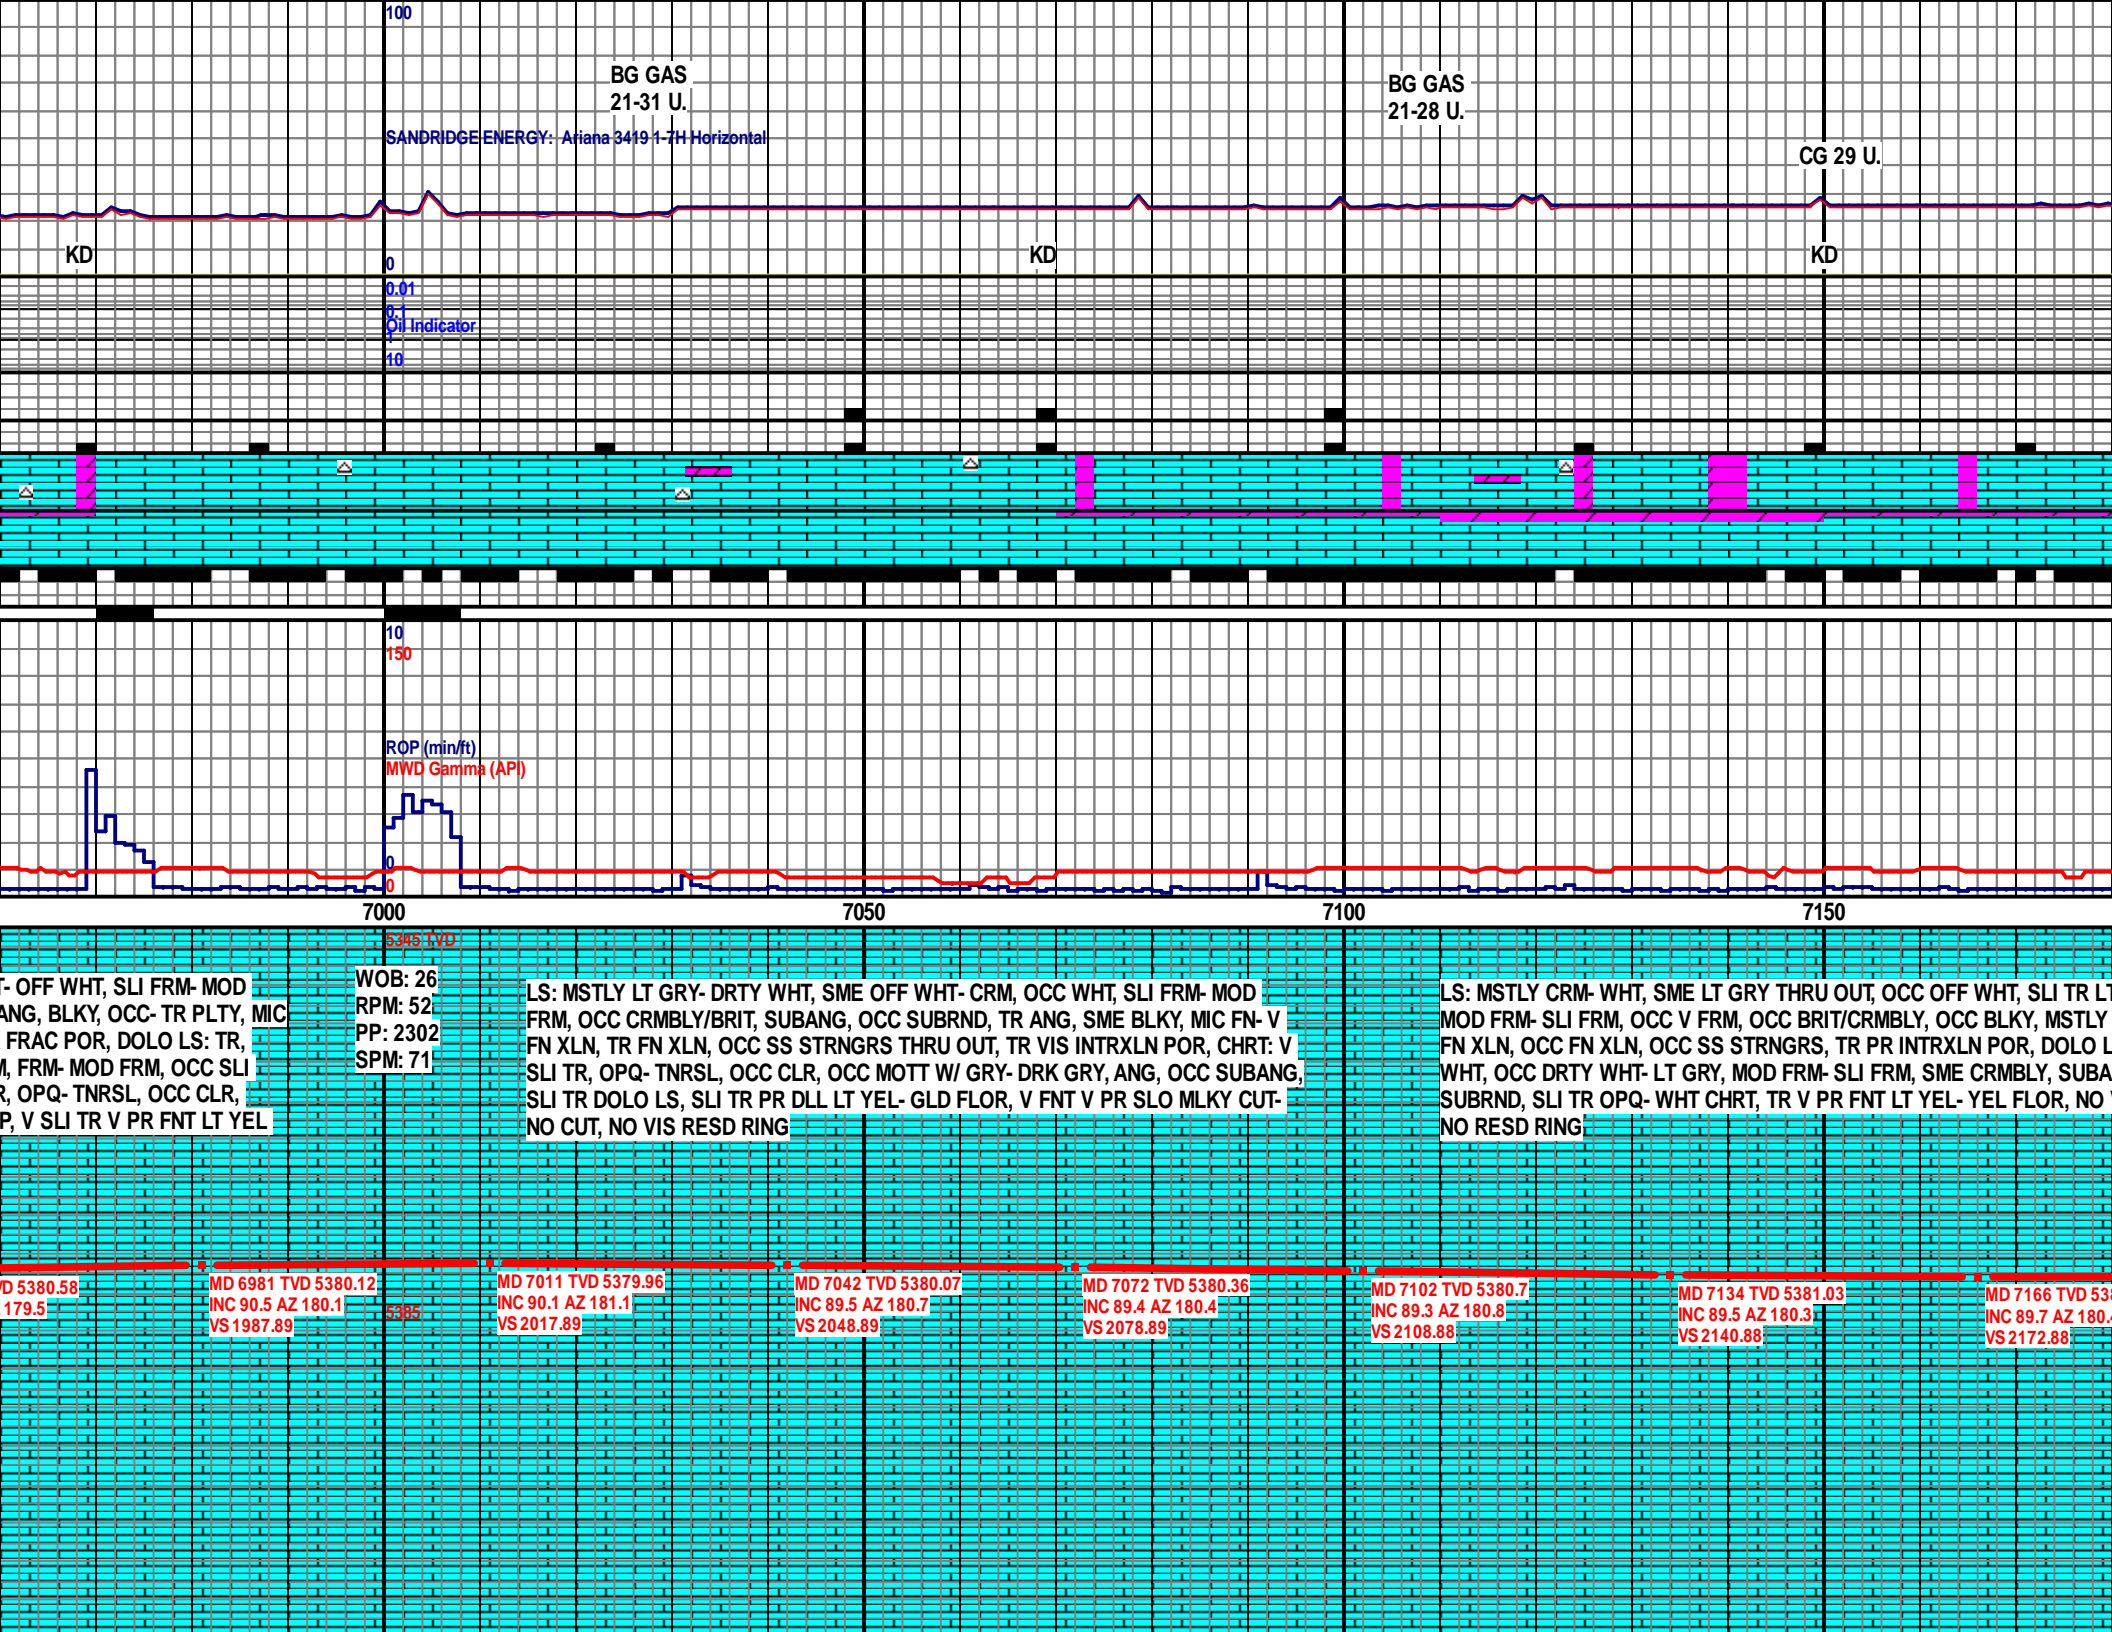 100
BG GAS
21-31 U.
BG GAS
21-28 U.
SANDRIDGE ENERGY: Ariana 3419 1-7H Horizontal
CG 29 U.
KD
KD
KD
0
0.01
0.1
Oil Indicator
1
10
10
150
ROP (min/ft)
MWD Gamma (API)
0
0
7000
7050
7100
7150
5345 TVD
T- OFF WHT, SLI FRM- MOD
ANG, BLKY, OCC- TR PLTY, MIC
FRAC POR, DOLO LS: TR,
M, FRM- MOD FRM, OCC SLI
R, OPQ- TNRSL, OCC CLR,
P, V SLI TR V PR FNT LT YEL
WOB: 26
RPM: 52
PP: 2302
SPM: 71
LS: MSTLY LT GRY- DRTY WHT, SME OFF WHT- CRM, OCC WHT, SLI FRM- MOD
FRM, OCC CRMBLY/BRIT, SUBANG, OCC SUBRND, TR ANG, SME BLKY, MIC FN- V
FN XLN, TR FN XLN, OCC SS STRNGRS THRU OUT, TR VIS INTRXLN POR, CHRT: V
SLI TR, OPQ- TNRSL, OCC CLR, OCC MOTT W/ GRY- DRK GRY, ANG, OCC SUBANG,
SLI TR DOLO LS, SLI TR PR DLL LT YEL- GLD FLOR, V FNT V PR SLO MLKY CUT-
NO CUT, NO VIS RESD RING
LS: MSTLY CRM- WHT, SME LT GRY THRU OUT, OCC OFF WHT, SLI TR LT
MOD FRM- SLI FRM, OCC V FRM, OCC BRIT/CRMBLY, OCC BLKY, MSTLY
FN XLN, OCC FN XLN, OCC SS STRNGRS, TR PR INTRXLN POR, DOLO L
WHT, OCC DRTY WHT- LT GRY, MOD FRM- SLI FRM, SME CRMBLY, SUBA
SUBRND, SLI TR OPQ- WHT CHRT, TR V PR FNT LT YEL- YEL FLOR, NO
NO RESD RING
VD 5380.58
179.5
MD 6981 TVD 5380.12
INC 90.5 AZ 180.1
VS 1987.89
5385
MD 7011 TVD 5379.96
INC 90.1 AZ 181.1
VS 2017.89
MD 7042 TVD 5380.07
INC 89.5 AZ 180.7
VS 2048.89
MD 7072 TVD 5380.36
INC 89.4 AZ 180.4
VS 2078.89
MD 7102 TVD 5380.7
INC 89.3 AZ 180.8
VS 2108.88
MD 7134 TVD 5381.03
INC 89.5 AZ 180.3
VS 2140.88
MD 7166 TVD 538
INC 89.7 AZ 180.4
VS 2172.88